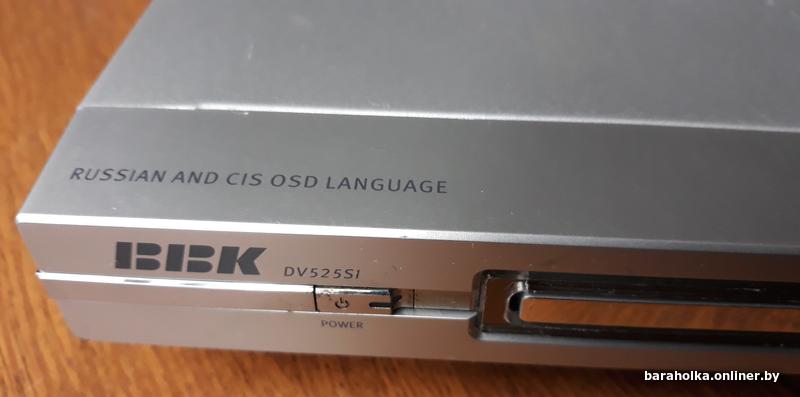 RUSSIAN AND CIS OSD LANGUAGE
BBK DV525SI
POWER
baraholka.onliner.by